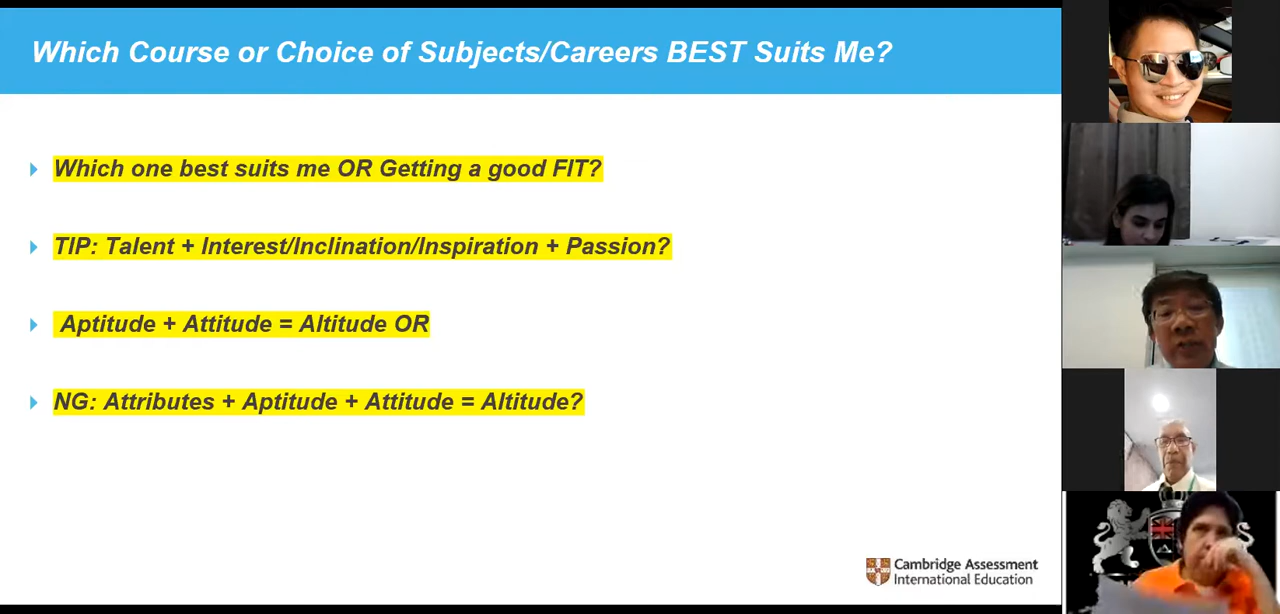 Which Course or Choice of Subjects/Careers BEST Suits Me?
Which one best suits me OR Getting a good FIT?
TIP: Talent + Interest/Inclination/Inspiration + Passion?
Aptitude + Attitude = Altitude OR
NG: Attributes + Aptitude + Attitude = Altitude?
Cambridge Assessment
International Education